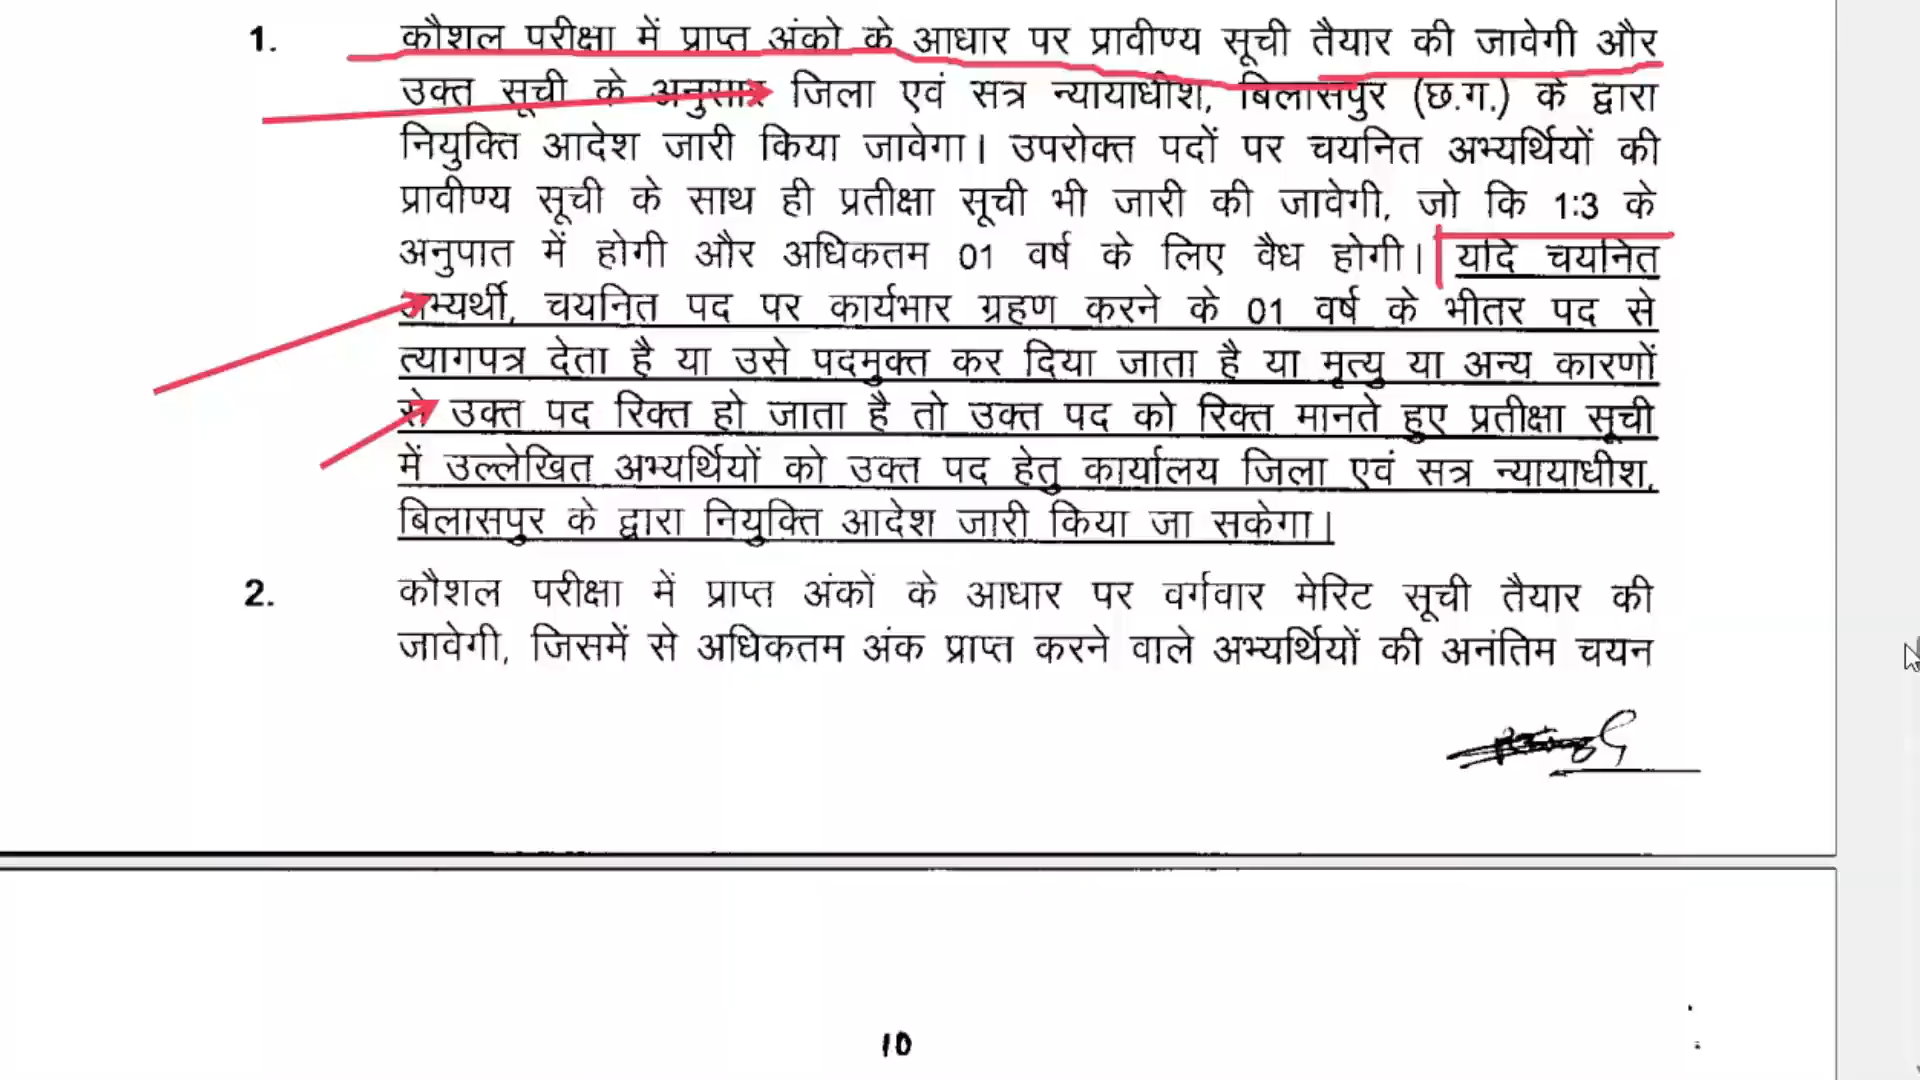 1. कौशल परीक्षा में प्राप्त अंको के आधार पर प्रावीण्य सूची तैयार की जावेगी और
उक्त सूची के अनुसार जिला एवं सत्र न्यायाधीश, बिलासपुर (छ.ग.) के द्वारा
नियुक्ति आदेश जारी किया जावेगा। उपरोक्त पदों पर चयनित अभ्यर्थियों की
प्रावीण्य सूची के साथ ही प्रतीक्षा सूची भी जारी की जावेगी, जो कि 1:3 के
अनुपात में होगी और अधिकतम 01 वर्ष के लिए वैध होगी। यदि चयनित
अभ्यर्थी, चयनित पद पर कार्यभार ग्रहण करने के 01 वर्ष के भीतर पद से
त्यागपत्र देता है या उसे पदमुक्त कर दिया जाता है या मृत्यु या अन्य कारणों
से उक्त पद रिक्त हो जाता है तो उक्त पद को रिक्त मानते हुए प्रतीक्षा सूची
में उल्लेखित अभ्यर्थियों को उक्त पद हेतु कार्यालय जिला एवं सत्र न्यायाधीश,
बिलासपुर के द्वारा नियुक्ति आदेश जारी किया जा सकेगा।
2. कौशल परीक्षा में प्राप्त अंकों के आधार पर वर्गवार मेरिट सूची तैयार की
जावेगी, जिसमें से अधिकतम अंक प्राप्त करने वाले अभ्यर्थियों की अनंतिम चयन
10